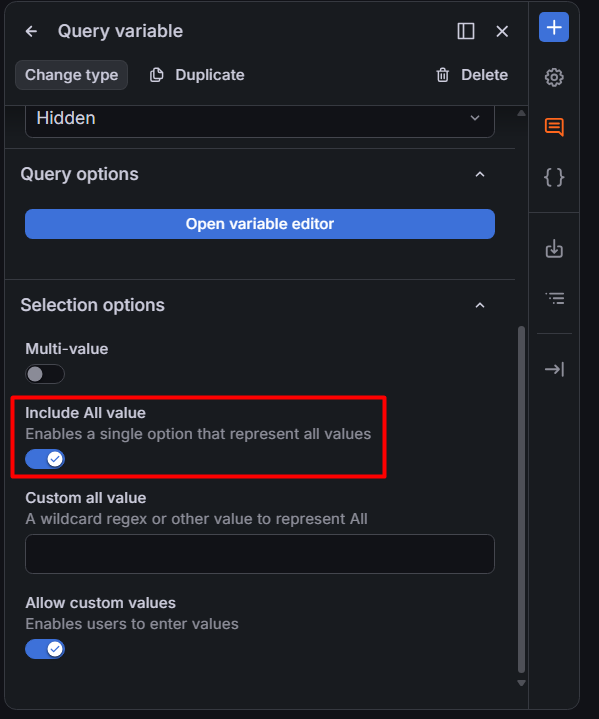 Query variable
Change type
Duplicate
Delete
Hidden
Query options
Open variable editor
Selection options
Multi-value
Include All value
Enables a single option that represent all values
Custom all value
A wildcard regex or other value to represent All
Allow custom values
Enables users to enter values